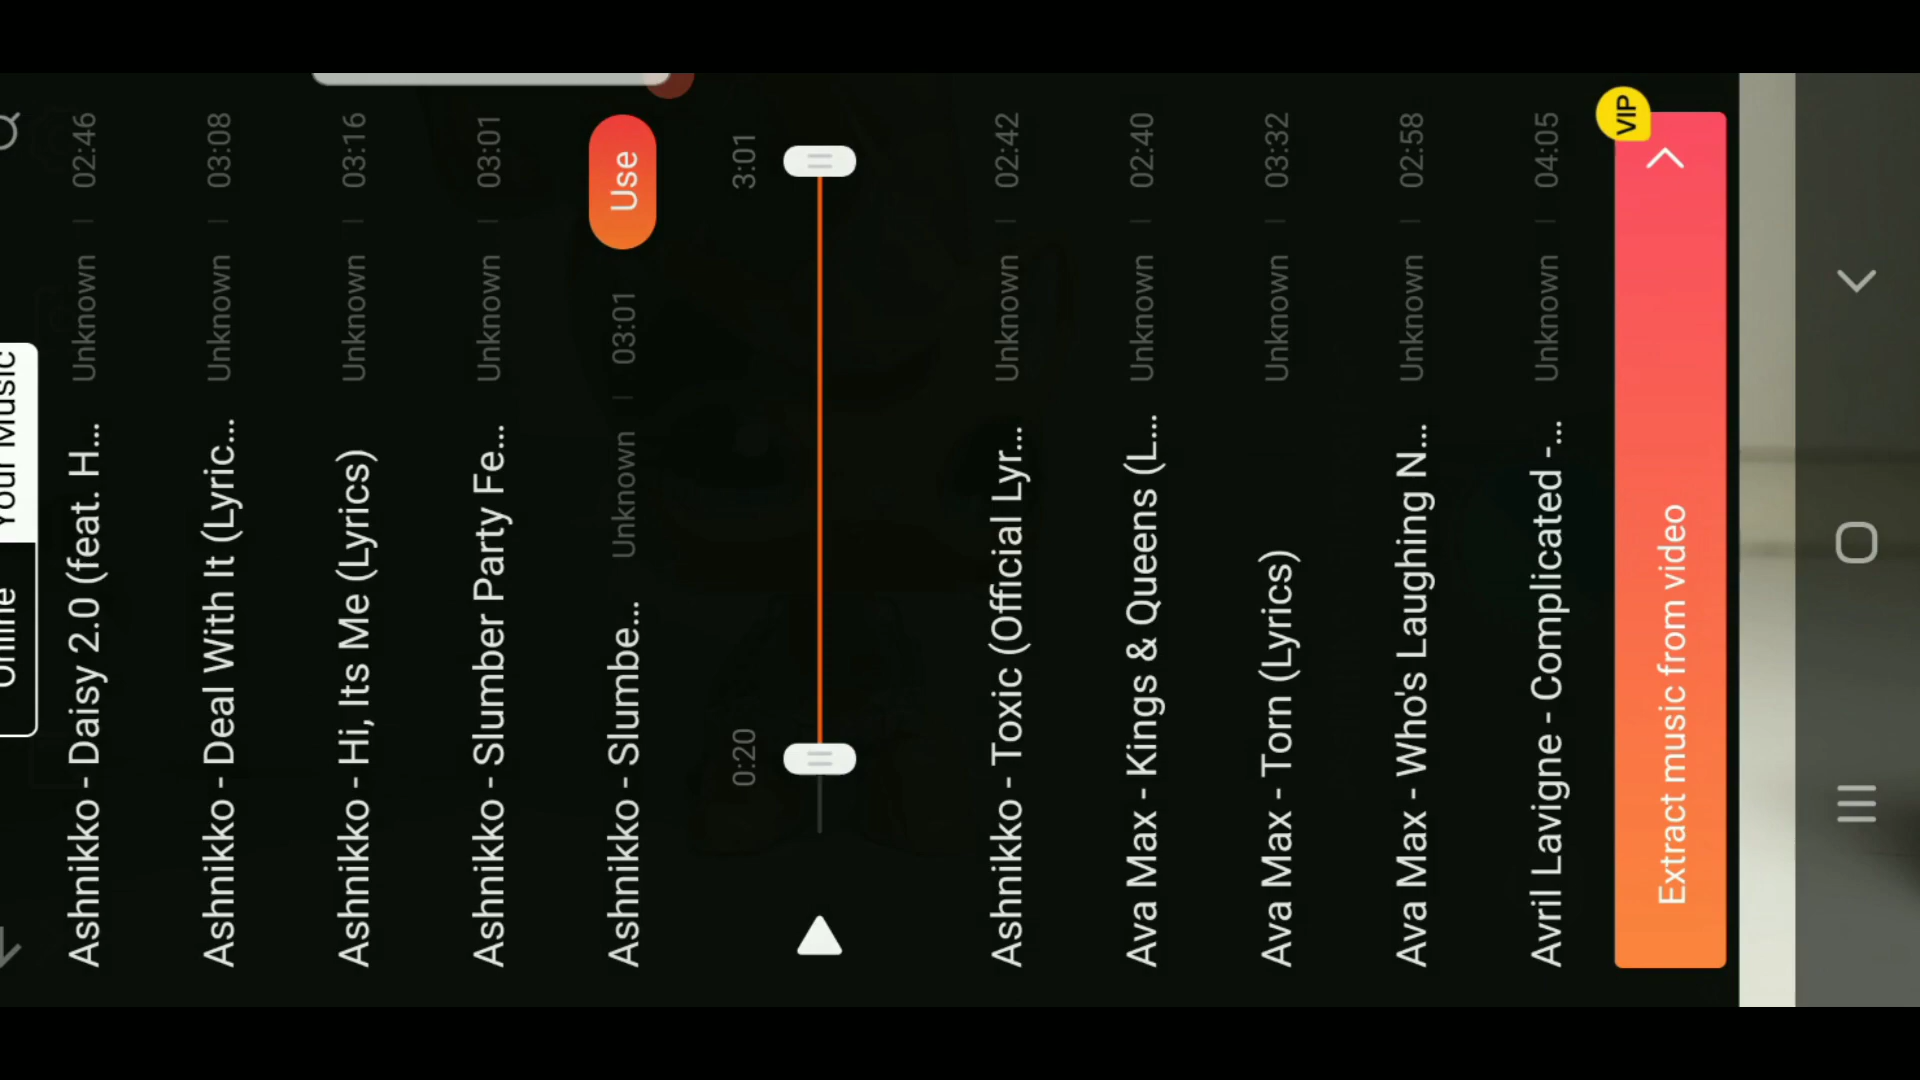 Online Your Music
Ashnikko - Daisy 2.0 (feat. H... Unknown | 02:46
Ashnikko - Deal With It (Lyric... Unknown | 03:08
Ashnikko - Hi, Its Me (Lyrics) Unknown | 03:16
Ashnikko - Slumber Party Fe... Unknown | 03:01
Ashnikko - Slumbe... Unknown | 03:01 Use
0:20 3:01
Ashnikko - Toxic (Official Lyr... Unknown | 02:42
Ava Max - Kings & Queens (L... Unknown | 02:40
Ava Max - Torn (Lyrics) Unknown | 03:32
Ava Max - Who's Laughing N... Unknown | 02:58
Avril Lavigne - Complicated -... Unknown | 04:05
VIP
Extract music from video